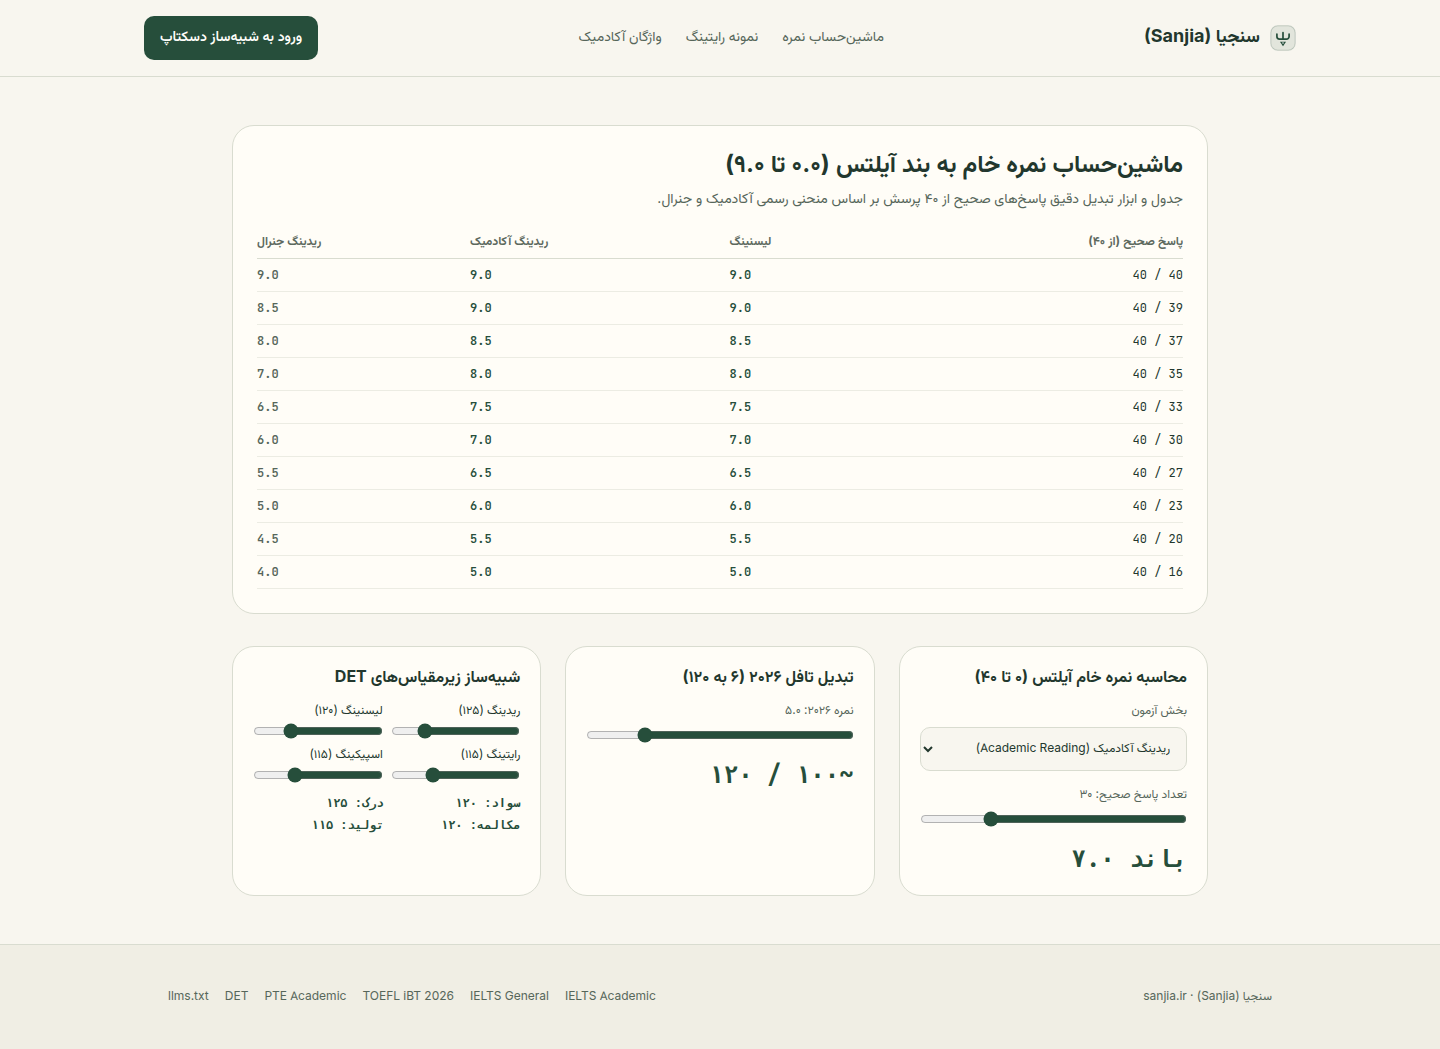 سنجیا (Sanjia)
ماشین‌حساب نمره نمونه رایتینگ واژگان آکادمیک
ورود به شبیه‌ساز دسکتاپ
ماشین‌حساب نمره خام به بند آیلتس (۰.۰ تا ۹.۰)
جدول و ابزار تبدیل دقیق پاسخ‌های صحیح از ۴۰ پرسش بر اساس منحنی رسمی آکادمیک و جنرال.
پاسخ صحیح (از ۴۰) لیسنینگ ریدینگ آکادمیک ریدینگ جنرال
40 / 40 9.0 9.0 9.0
40 / 39 9.0 9.0 8.5
40 / 37 8.5 8.5 8.0
40 / 35 8.0 8.0 7.0
40 / 33 7.5 7.5 6.5
40 / 30 7.0 7.0 6.0
40 / 27 6.5 6.5 5.5
40 / 23 6.0 6.0 5.0
40 / 20 5.5 5.5 4.5
40 / 16 5.0 5.0 4.0
محاسبه نمره خام آیلتس (۰ تا ۴۰)
بخش آزمون
ریدینگ آکادمیک (Academic Reading)
تعداد پاسخ صحیح: ۳۰
باند ۷.۰
تبدیل تافل ۲۰۲۶ (۶ به ۱۲۰)
نمره ۲۰۲۶: ۵.۰
~۱۰۰ / ۱۲۰
شبیه‌ساز زیرمقیاس‌های DET
ریدینگ (۱۲۵) لیسنینگ (۱۲۰)
رایتینگ (۱۱۵) اسپیکینگ (۱۱۵)
سواد: ۱۲۰ درک: ۱۲۵
مکالمه: ۱۲۰ تولید: ۱۱۵
سنجیا (Sanjia) · sanjia.ir
IELTS Academic IELTS General TOEFL iBT 2026 PTE Academic DET llms.txt